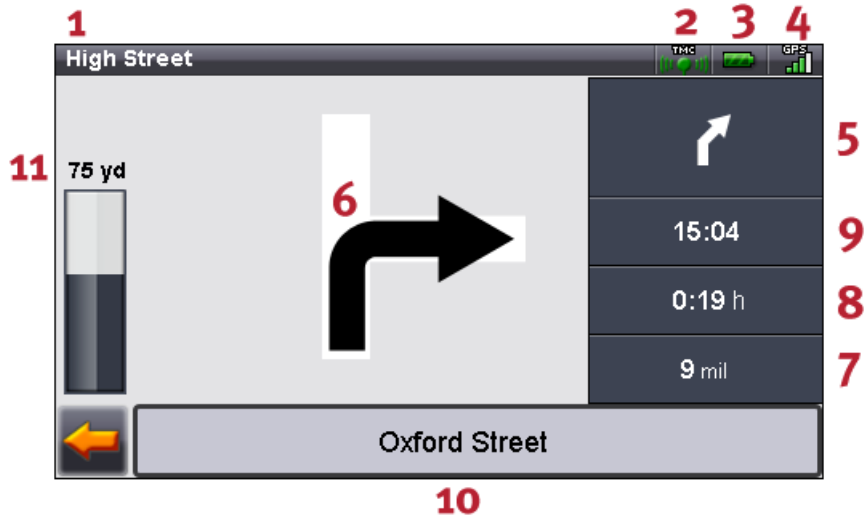 1 2 3 4
High Street TMC GPS
5
11 75 yd
6
15:04 9
0:19 h 8
9 mil 7
Oxford Street
10